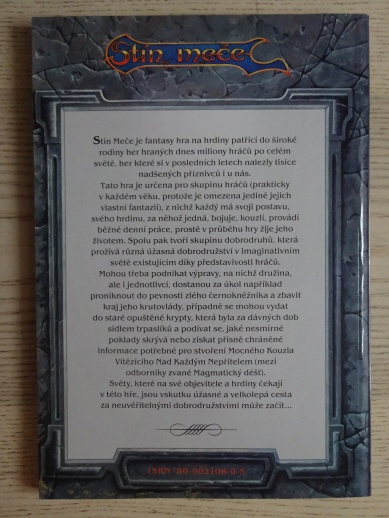 Stín meče
Stín Meče je fantasy hra na hrdiny patřící do široké
rodiny her hraných dnes miliony hráčů po celém
světě, her které si v posledních letech nalezly tisíce
nadšených příznivců i u nás.
Tato hra je určena pro skupinu hráčů (prakticky
v každém věku, protože je omezena jedině jejich
vlastní fantazií), z nichž každý má svoji postavu,
svého hrdinu, za něhož jedná, bojuje, kouzlí, provádí
běžné denní práce, prostě v průběhu hry žije jeho
životem. Spolu pak tvoří skupinu dobrodruhů, která
prožívá různá úžasná dobrodružství v imaginativním
světě existujícím díky představivosti hráčů.
Mohou třeba podnikat výpravy, na nichž družina,
ale i jednotlivci, dostanou za úkol například
proniknout do pevnosti zlého černokněžníka a zbavit
kraj jeho krutovlády, případně se mohou vydat
do staré opuštěné krypty, která byla za dávných dob
sídlem trpaslíků a podívat se, jaké nesmírné
poklady skrývá nebo získat přísně chráněné
informace potřebné pro stvoření Mocného Kouzla
Vítězícího Nad Každým Nepřítelem (mezi
odborníky zvané Magmatický déšť).
Světy, které na své objevitele a hrdiny čekají
v této hře, jsou vskutku úžasné a velkolepá cesta
za neuvěřitelnými dobrodružstvími může začít...
ISBN 80-902106-0-5